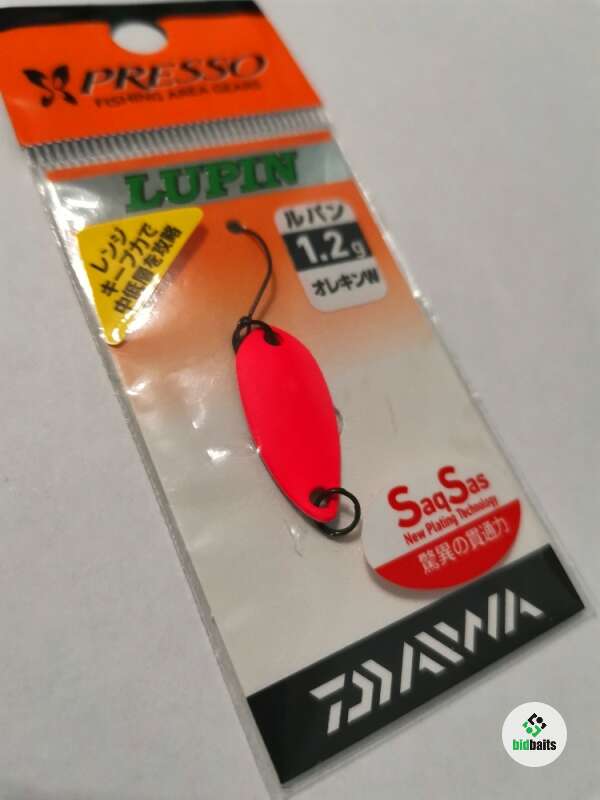 PRESSO
FISHING AREA GEARS
LUPIN
レンジ
キープ力で
中低層を攻略
ルパン
1.2g
オレキンW
SaqSas
New Plating Technology
驚異の貫通力
DAIWA
bidbaits